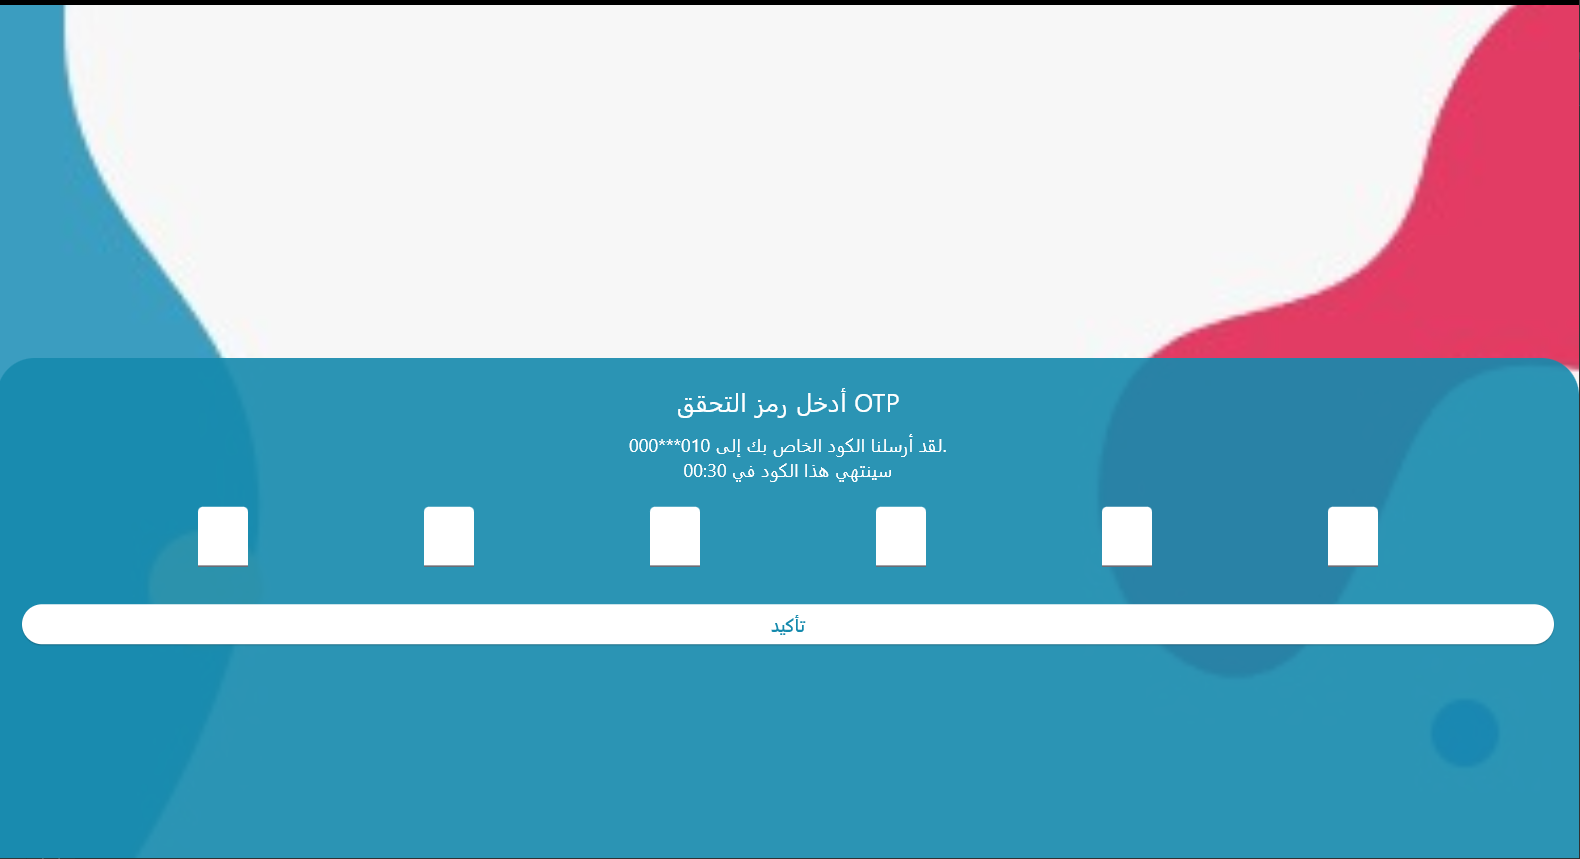 أدخل رمز التحقق OTP
لقد أرسلنا الكود الخاص بك إلى 010***000.
سينتهي هذا الكود في 00:30
تأكيد